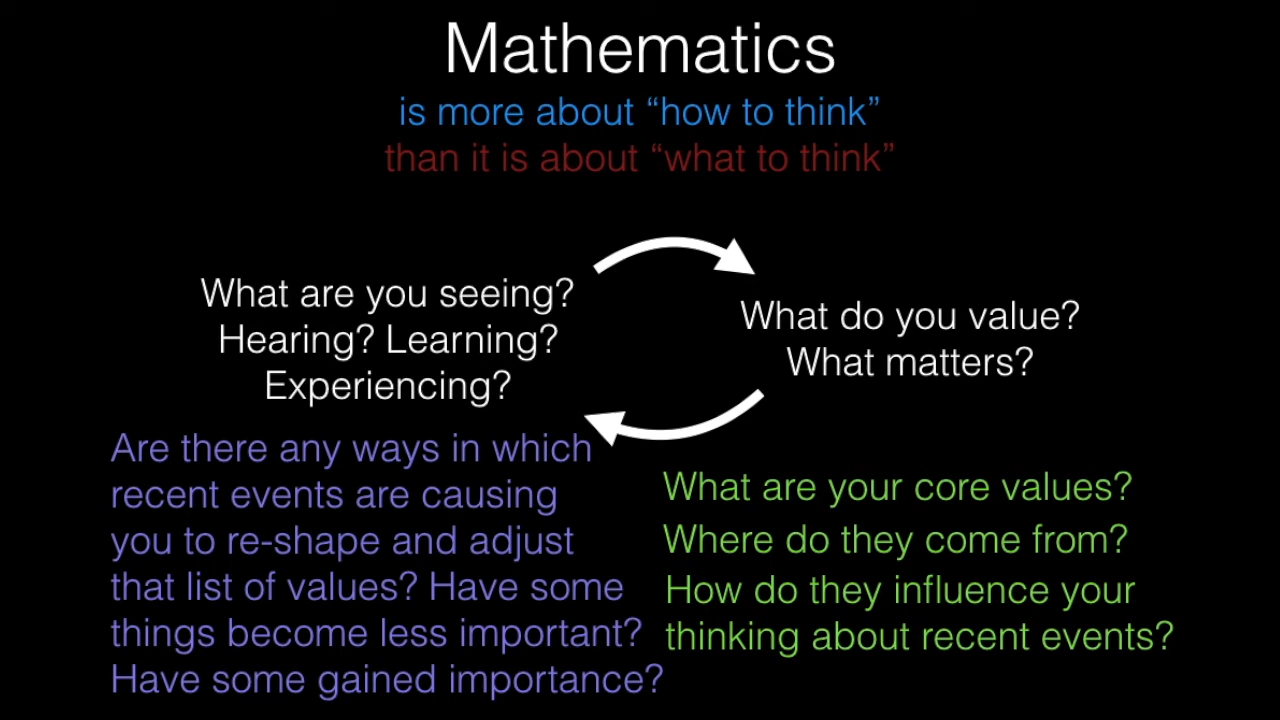 Mathematics
is more about “how to think”
than it is about “what to think”
What are you seeing?
Hearing? Learning?
Experiencing?
What do you value?
What matters?
Are there any ways in which
recent events are causing
you to re-shape and adjust
that list of values? Have some
things become less important?
Have some gained importance?
What are your core values?
Where do they come from?
How do they influence your
thinking about recent events?